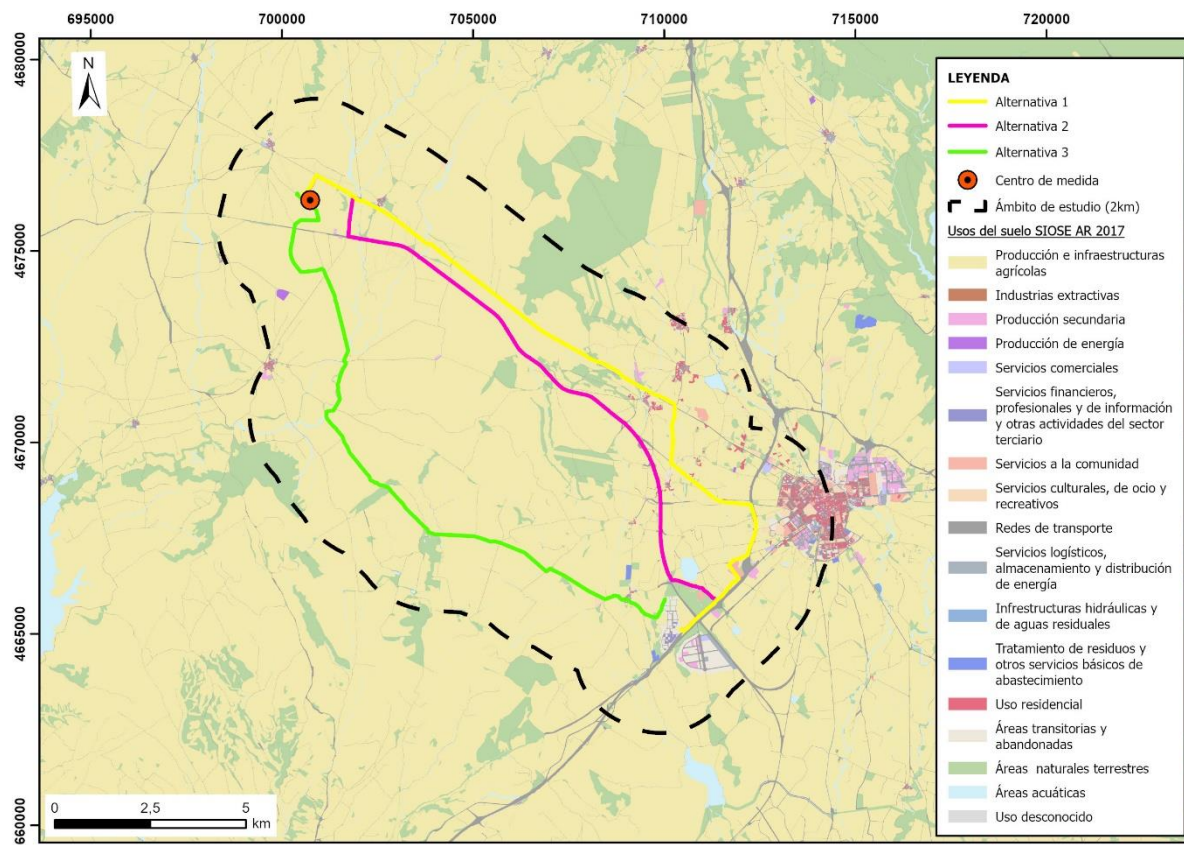 695000
700000
705000
710000
715000
720000
4680000
4675000
4670000
4665000
4660000
N
0
2,5
5
km
LEYENDA
Alternativa 1
Alternativa 2
Alternativa 3
Centro de medida
Ámbito de estudio (2km)
Usos del suelo SIOSE AR 2017
Producción e infraestructuras
agrícolas
Industrias extractivas
Producción secundaria
Producción de energía
Servicios comerciales
Servicios financieros,
profesionales y de información
y otras actividades del sector
terciario
Servicios a la comunidad
Servicios culturales, de ocio y
recreativos
Redes de transporte
Servicios logísticos,
almacenamiento y distribución
de energía
Infrestructuras hidráulicas y
de aguas residuales
Tratamiento de residuos y
otros servicios básicos de
abastecimiento
Uso residencial
Áreas transitorias y
abandonadas
Áreas naturales terrestres
Áreas acuáticas
Uso desconocido